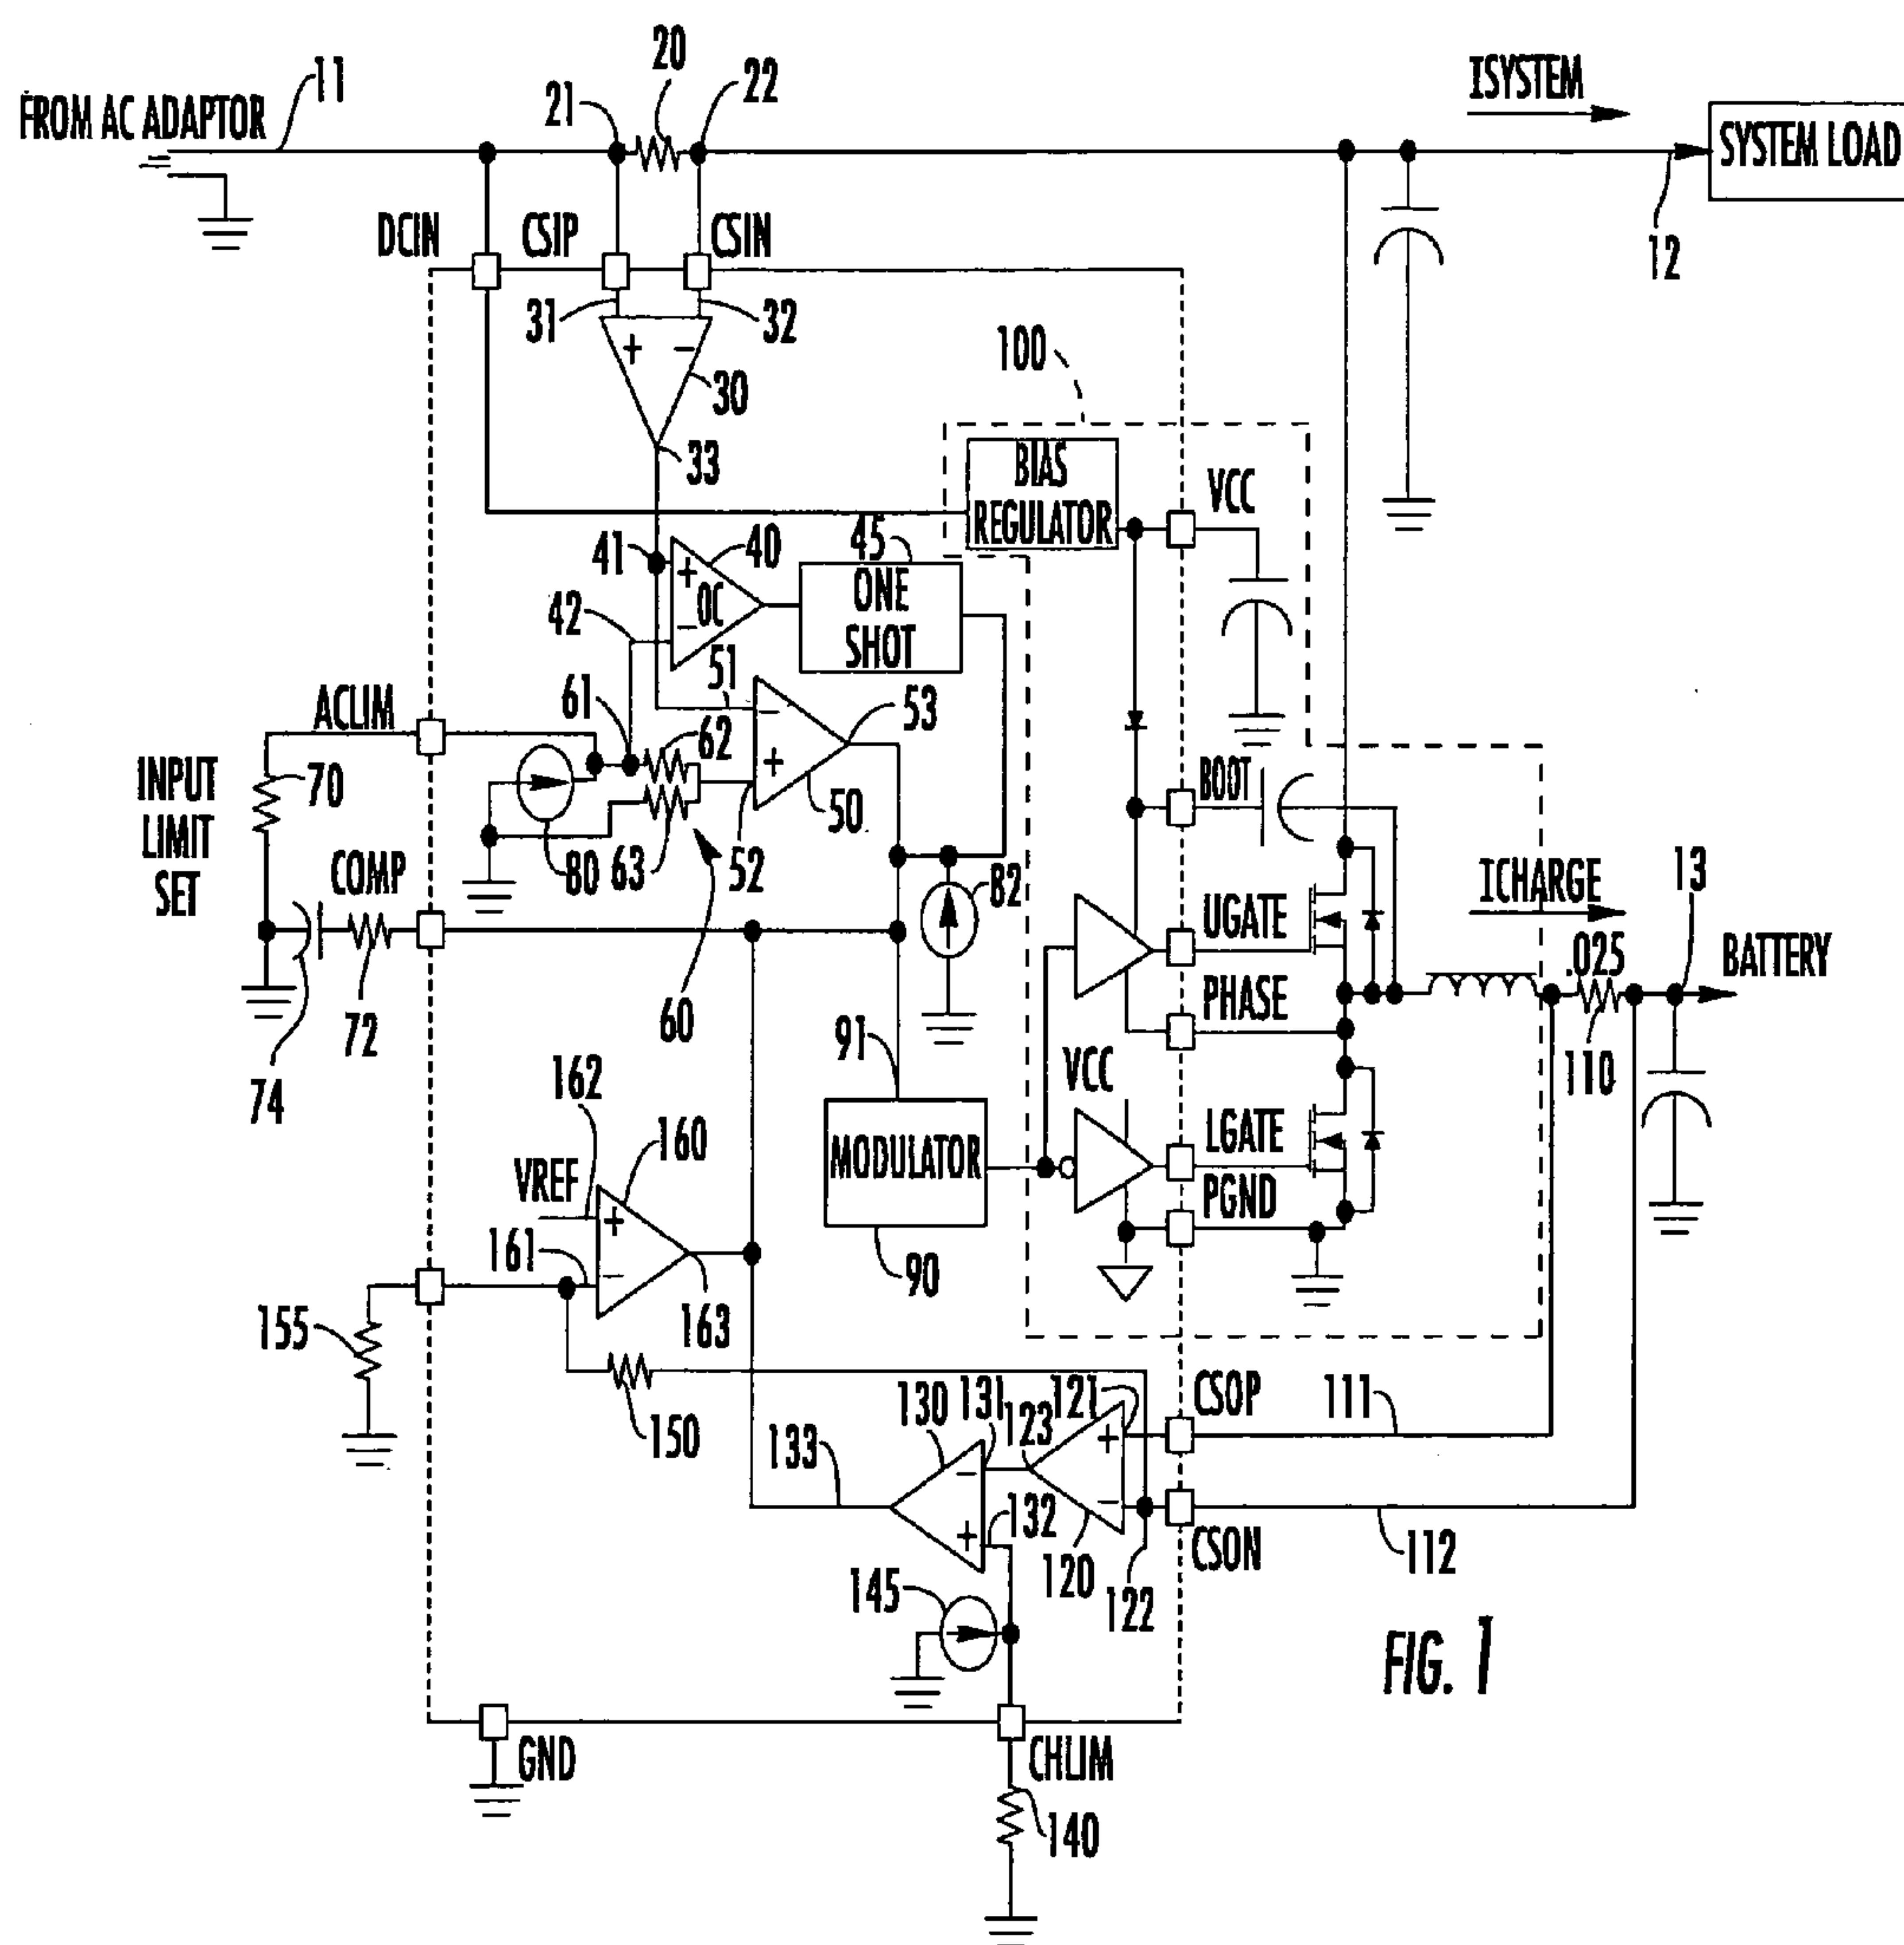 FROM AC ADAPTOR
11
21
20
22
ISYSTEM
SYSTEM LOAD
12
DCIN
CSIP
CSIN
31
32
+
−
30
33
100
BIAS
REGULATOR
VCC
41
40
45
+
OC
−
ONE
SHOT
42
51
ACLIM
61
62
−
+
53
INPUT
LIMIT
SET
70
80
63
52
50
BOOT
COMP
82
UGATE
ICHARGE
13
.025
BATTERY
74
72
60
91
PHASE
110
VCC
162
160
VREF
+
−
161
163
MODULATOR
90
LGATE
PGND
155
150
133
130
131
123
121
CSOP
111
+
−
−
+
132
120
122
CSON
112
145
FIG. 1
GND
CHLIM
140